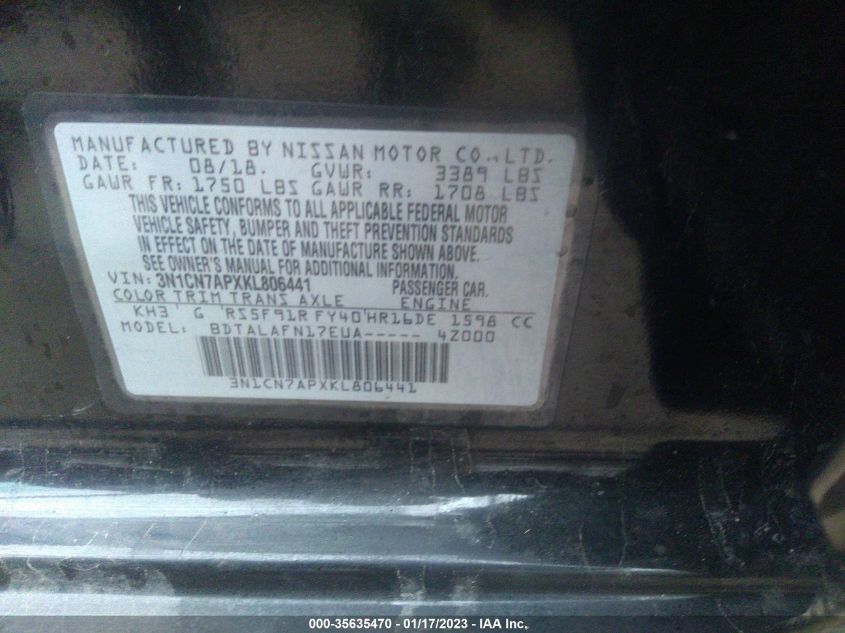 MANUFACTURED BY NISSAN MOTOR CO., LTD.
DATE: 08/18. GVWR: 3389 LBS
GAWR FR: 1750 LBS GAWR RR: 1708 LBS
THIS VEHICLE CONFORMS TO ALL APPLICABLE FEDERAL MOTOR
VEHICLE SAFETY, BUMPER AND THEFT PREVENTION STANDARDS
IN EFFECT ON THE DATE OF MANUFACTURE SHOWN ABOVE.
SEE OWNER'S MANUAL FOR ADDITIONAL INFORMATION.
VIN: 3N1CN7APXKL806441 PASSENGER CAR.
COLOR TRIM TRANS AXLE ENGINE
KH3 G RS5F91R FY40 HR16DE 1598 CC
MODEL: BDTALAFN17EUA----- 4Z000
3N1CN7APXKL806441
000-35635470 — 01/17/2023 - IAA Inc.